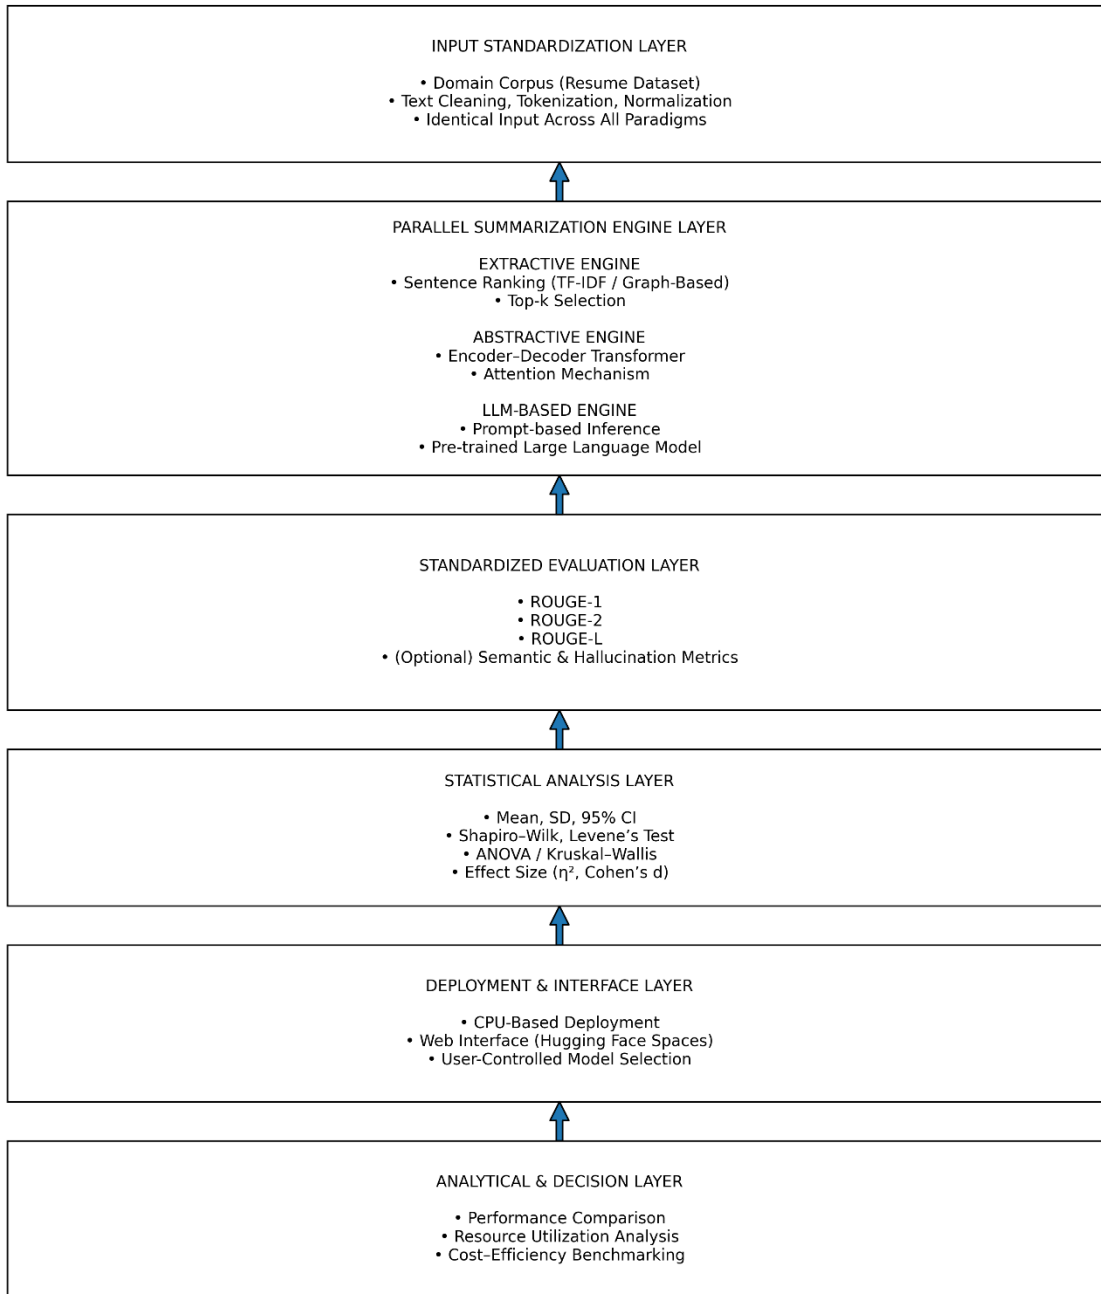 INPUT STANDARDIZATION LAYER
• Domain Corpus (Resume Dataset)
• Text Cleaning, Tokenization, Normalization
• Identical Input Across All Paradigms
PARALLEL SUMMARIZATION ENGINE LAYER
EXTRACTIVE ENGINE
• Sentence Ranking (TF-IDF / Graph-Based)
• Top-k Selection
ABSTRACTIVE ENGINE
• Encoder–Decoder Transformer
• Attention Mechanism
LLM-BASED ENGINE
• Prompt-based Inference
• Pre-trained Large Language Model
STANDARDIZED EVALUATION LAYER
• ROUGE-1
• ROUGE-2
• ROUGE-L
• (Optional) Semantic & Hallucination Metrics
STATISTICAL ANALYSIS LAYER
• Mean, SD, 95% CI
• Shapiro–Wilk, Levene’s Test
• ANOVA / Kruskal–Wallis
• Effect Size (η², Cohen’s d)
DEPLOYMENT & INTERFACE LAYER
• CPU-Based Deployment
• Web Interface (Hugging Face Spaces)
• User-Controlled Model Selection
ANALYTICAL & DECISION LAYER
• Performance Comparison
• Resource Utilization Analysis
• Cost–Efficiency Benchmarking